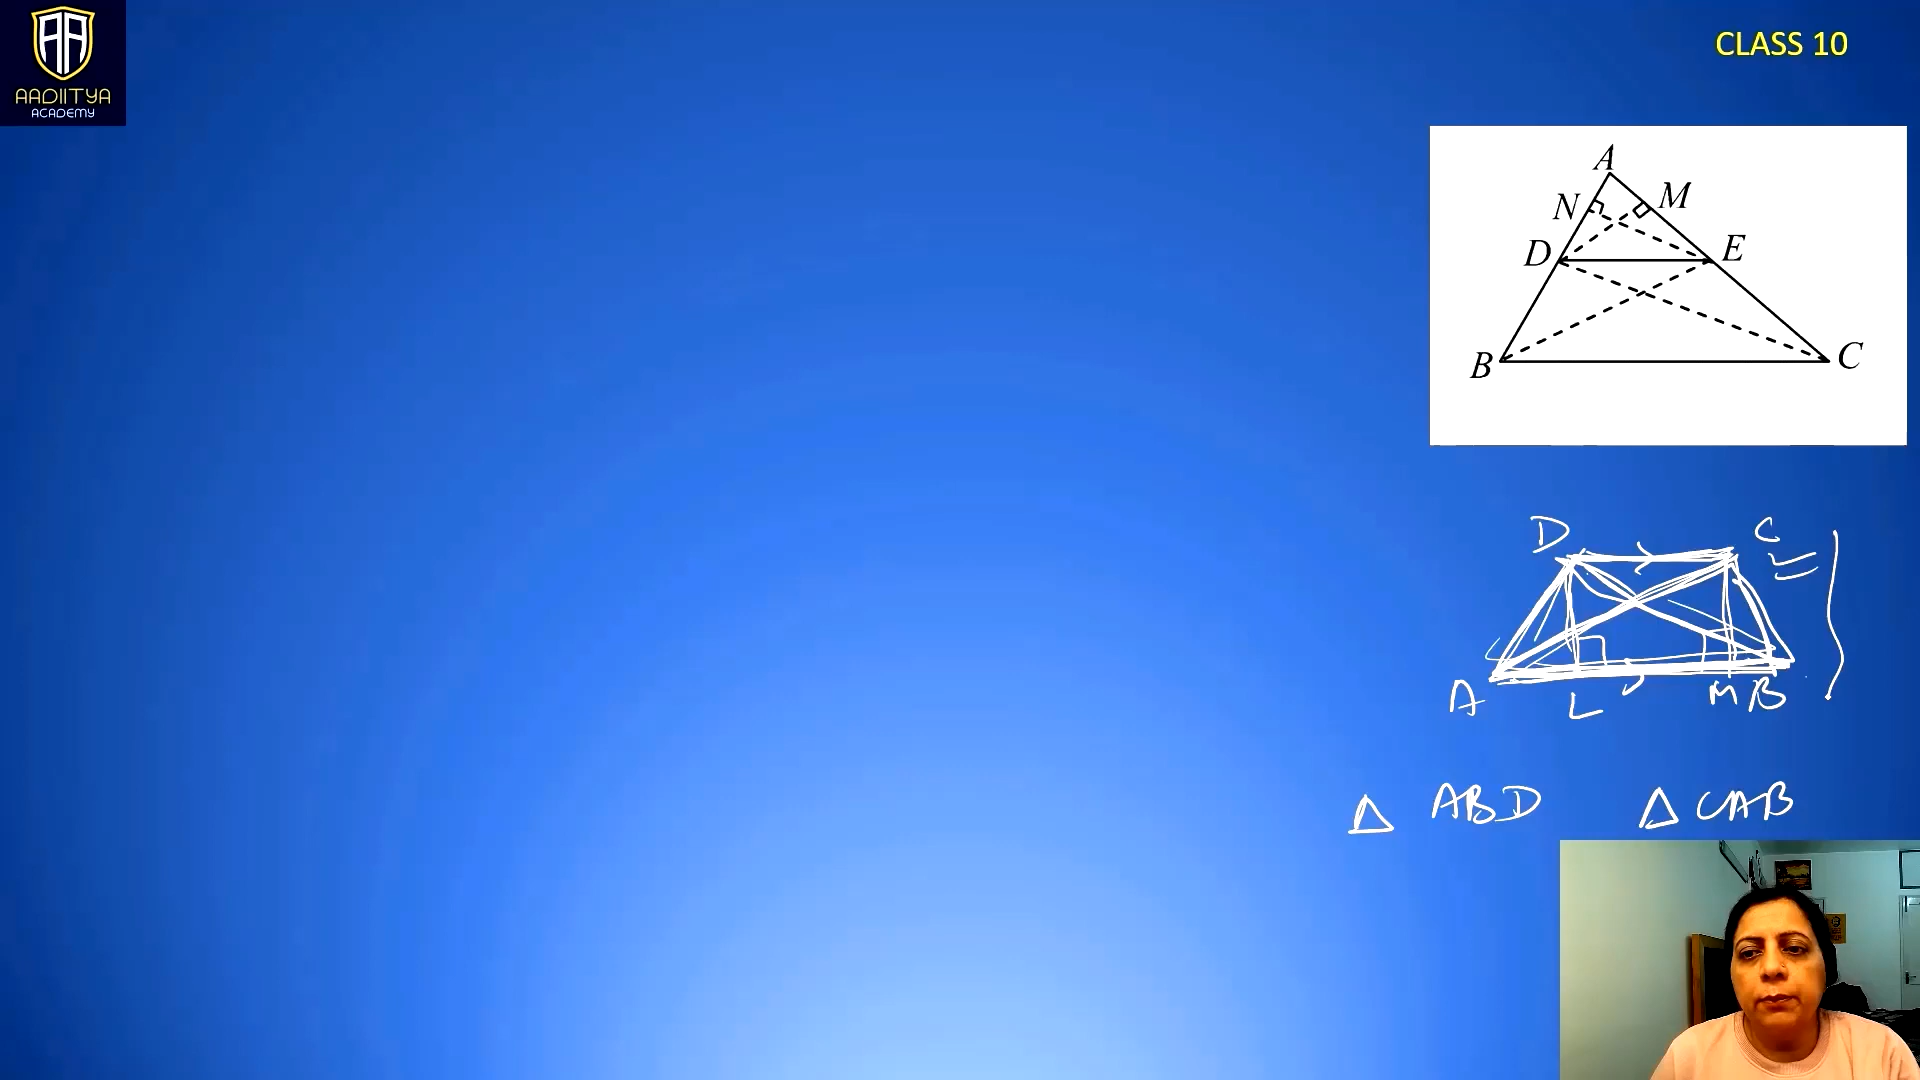 AADIITYA
ACADEMY
CLASS 10
A
N M
D E
B C
D C
A L M B
Δ ABD Δ CAB